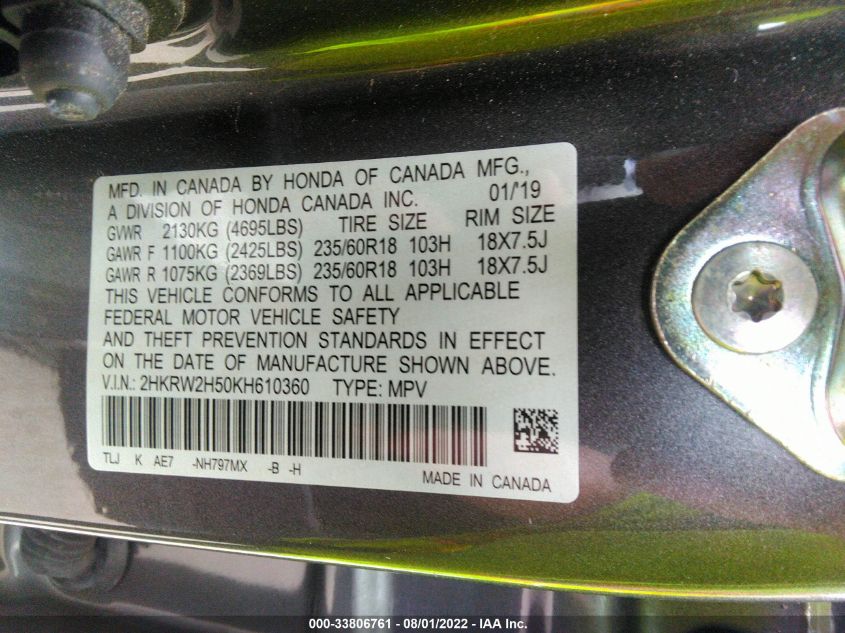 MFD. IN CANADA BY HONDA OF CANADA MFG.,
A DIVISION OF HONDA CANADA INC. 01/'19
GVWR 2130KG (4695LBS) TIRE SIZE RIM SIZE
GAWR F 1100KG (2425LBS) 235/60R18 103H 18X7.5J
GAWR R 1075KG (2369LBS) 235/60R18 103H 18X7.5J
THIS VEHICLE CONFORMS TO ALL APPLICABLE
FEDERAL MOTOR VEHICLE SAFETY
AND THEFT PREVENTION STANDARDS IN EFFECT
ON THE DATE OF MANUFACTURE SHOWN ABOVE.
V.I.N.: 2HKRW2H50KH610360 TYPE: MPV
TLJ K AE7 -NH797MX -B -H
MADE IN CANADA
000-33806761 - 08/01/2022 - IAA Inc.